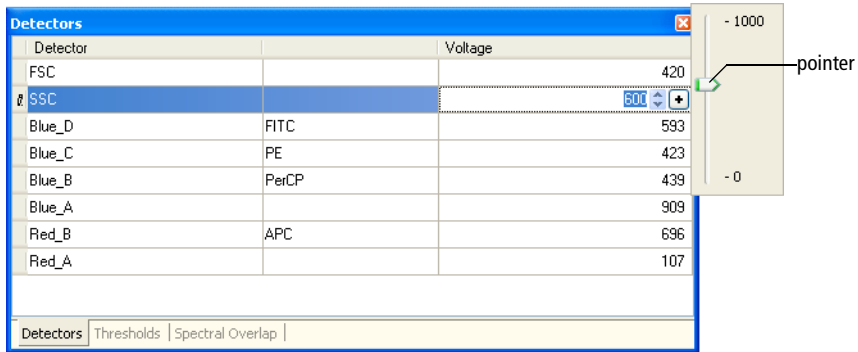 Detectors
Detector Voltage
FSC 420
SSC 600 +
Blue_D FITC 593
Blue_C PE 423
Blue_B PerCP 439
Blue_A 909
Red_B APC 696
Red_A 107
Detectors Thresholds Spectral Overlap
- 1000
pointer
- 0